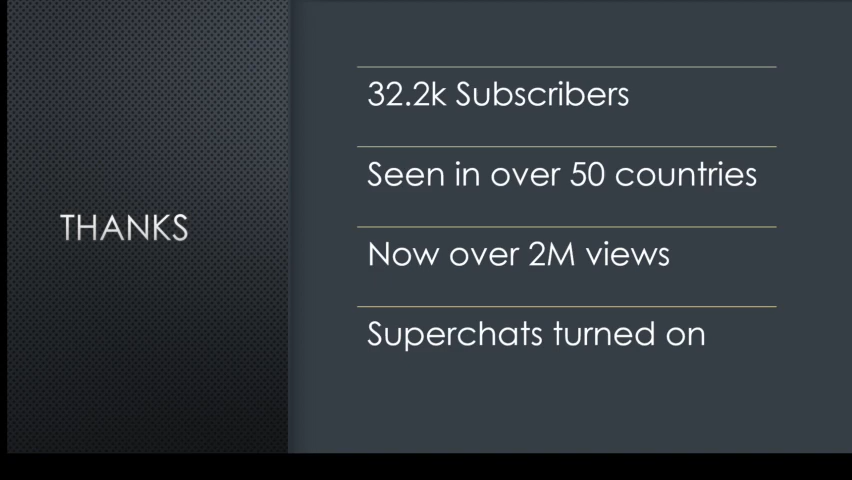 THANKS
32.2k Subscribers
Seen in over 50 countries
Now over 2M views
Superchats turned on